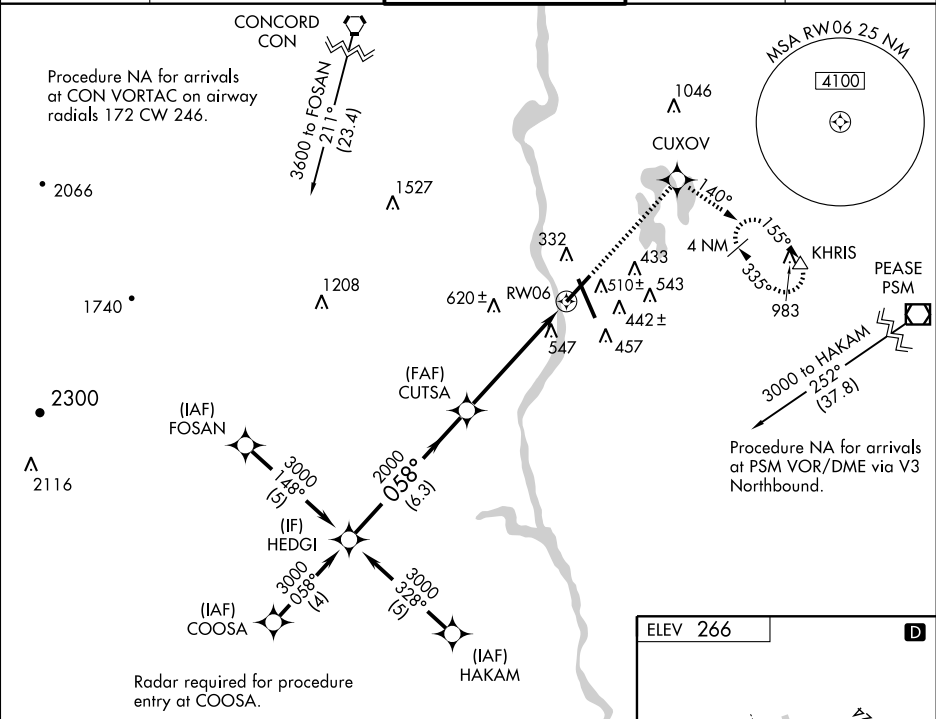 CONCORD
CON
Procedure NA for arrivals
at CON VORTAC on airway
radials 172 CW 246.
3600 to FOSAN
211°
(23.4)
MSA RW06 25 NM
4100
1046
CUXOV
2066
1527
140°
155°
4 NM
335°
KHRIS
983
332
433
PEASE
PSM
1740
1208
620 ±
RW06
510 ±
543
442 ±
547
457
3000 to HAKAM
252°
(37.8)
(FAF)
CUTSA
2300
(IAF)
FOSAN
Procedure NA for arrivals
at PSM VOR/DME via V3
Northbound.
2116
3000
148°
(5)
2000
058°
(6.3)
(IF)
HEDGI
3000
058°
(4)
3000
328°
(5)
(IAF)
COOSA
(IAF)
HAKAM
ELEV 266
D
Radar required for procedure
entry at COOSA.
24